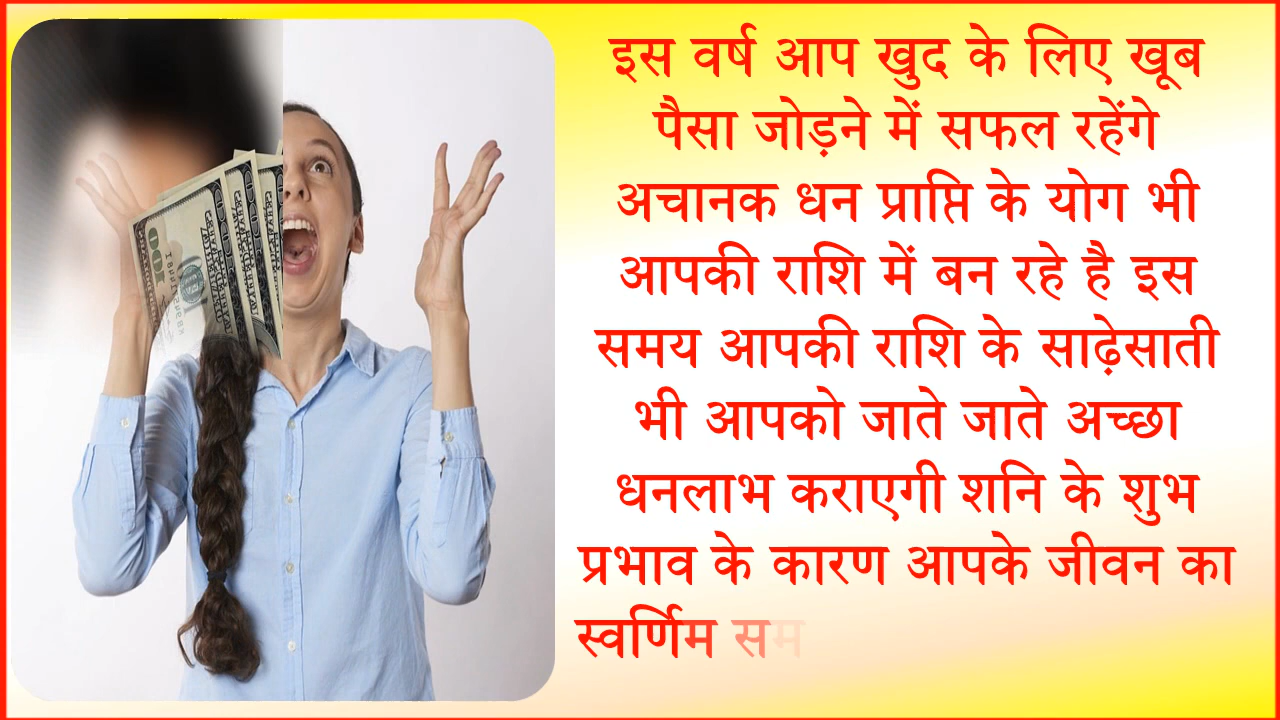 इस वर्ष आप खुद के लिए खूब
पैसा जोड़ने में सफल रहेंगे
अचानक धन प्राप्ति के योग भी
आपकी राशि में बन रहे है इस
समय आपकी राशि के साढ़ेसाती
भी आपको जाते जाते अच्छा
धनलाभ कराएगी शनि के शुभ
प्रभाव के कारण आपके जीवन का
स्वर्णिम सम